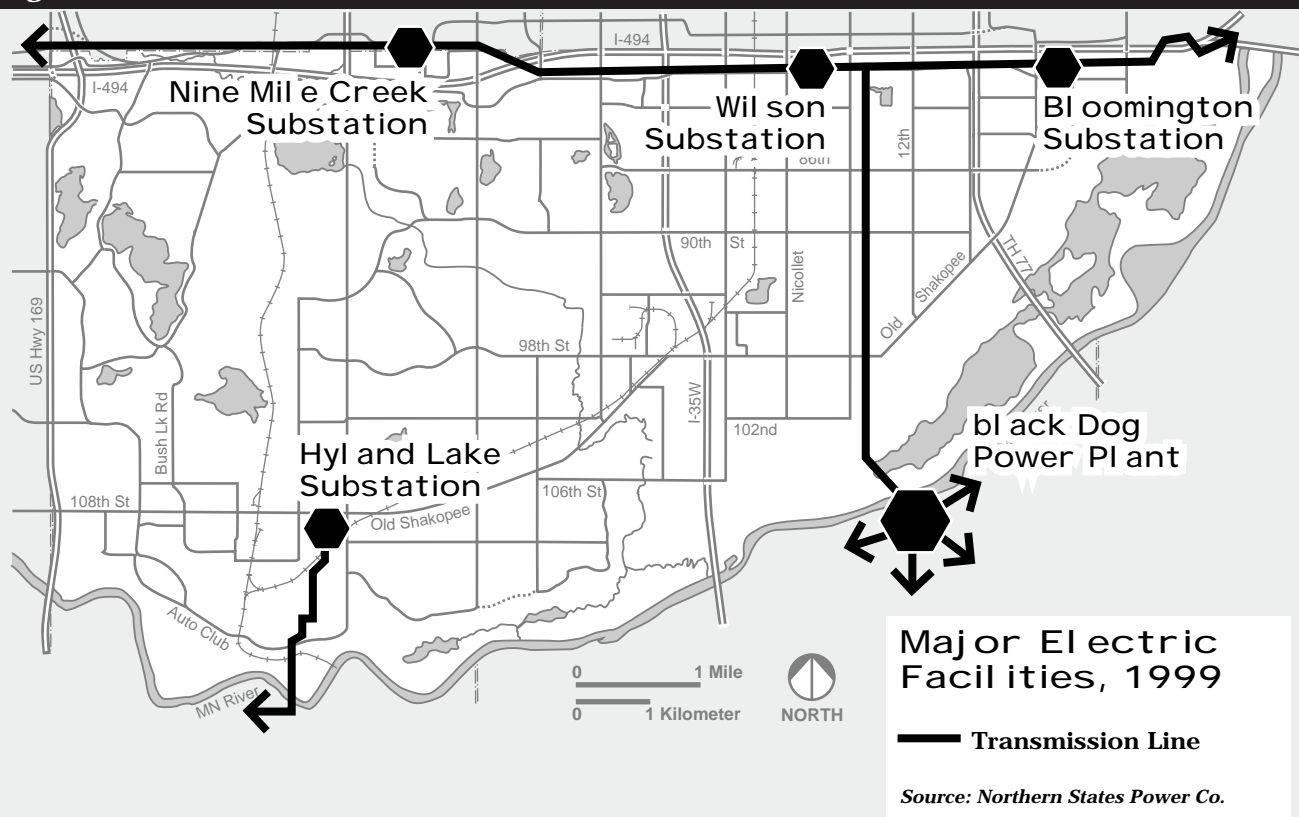 I-494
I-494
Nine Mile Creek
Substation
Wilson
Substation
Bloomington
Substation
86th
12th
90th St
Nicollet
Old Shakopee
TH 77
US Hwy 169
98th St
I-35W
Bush Lk Rd
102nd
black Dog
Power Plant
Hyland Lake
Substation
106th St
108th St
Old Shakopee
Auto Club
MN River
0 1 Mile
0 1 Kilometer
NORTH
Major Electric
Facilities, 1999
Transmission Line
Source: Northern States Power Co.